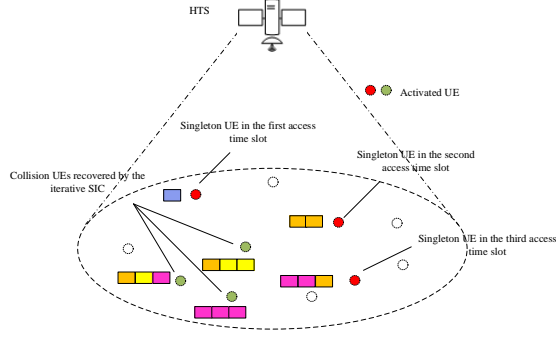 HTS
Activated UE
Singleton UE in the first access
time slot
Singleton UE in the second
access time slot
Collision UEs recovered by the
iterative SIC
Singleton UE in the third access
time slot